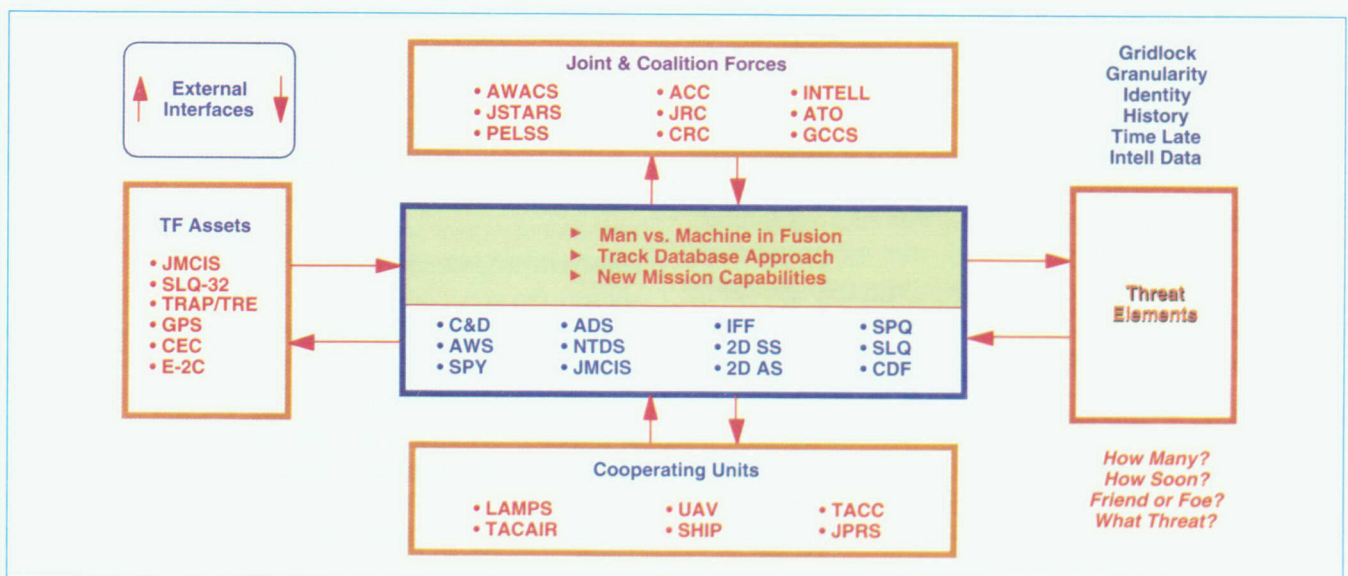 External
Interfaces
Joint & Coalition Forces
• AWACS
• JSTARS
• PELSS
• ACC
• JRC
• CRC
• INTELL
• ATO
• GCCS
Gridlock
Granularity
Identity
History
Time Late
Intell Data
TF Assets
• JMCIS
• SLQ-32
• TRAP/TRE
• GPS
• CEC
• E-2C
► Man vs. Machine in Fusion
► Track Database Approach
► New Mission Capabilities
• C&D
• AWS
• SPY
• ADS
• NTDS
• JMCIS
• IFF
• 2D SS
• 2D AS
• SPQ
• SLQ
• CDF
Threat
Elements
Cooperating Units
• LAMPS
• TACAIR
• UAV
• SHIP
• TACC
• JPRS
How Many?
How Soon?
Friend or Foe?
What Threat?